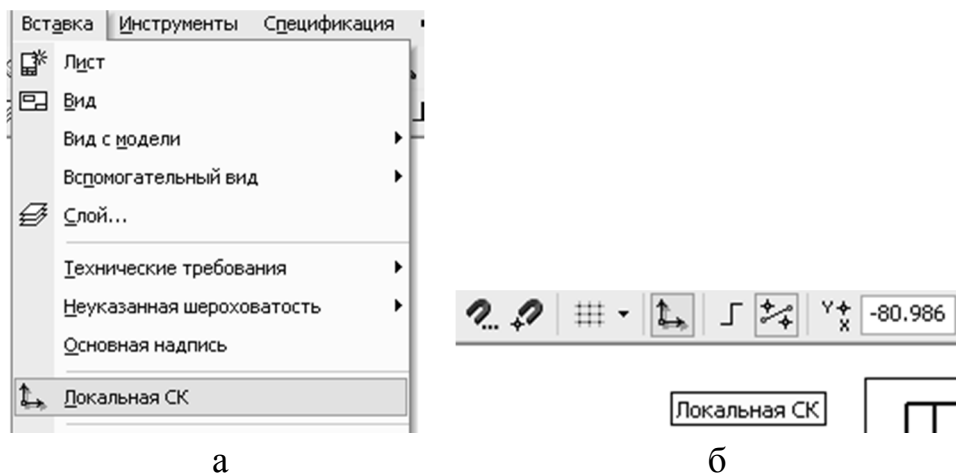 Вставка Инструменты Спецификация
Лист
Вид
Вид с модели
Вспомогательный вид
Слой...
Технические требования
Неуказанная шероховатость
Основная надпись
Локальная СК
Y X -80.986
Локальная СК
а б